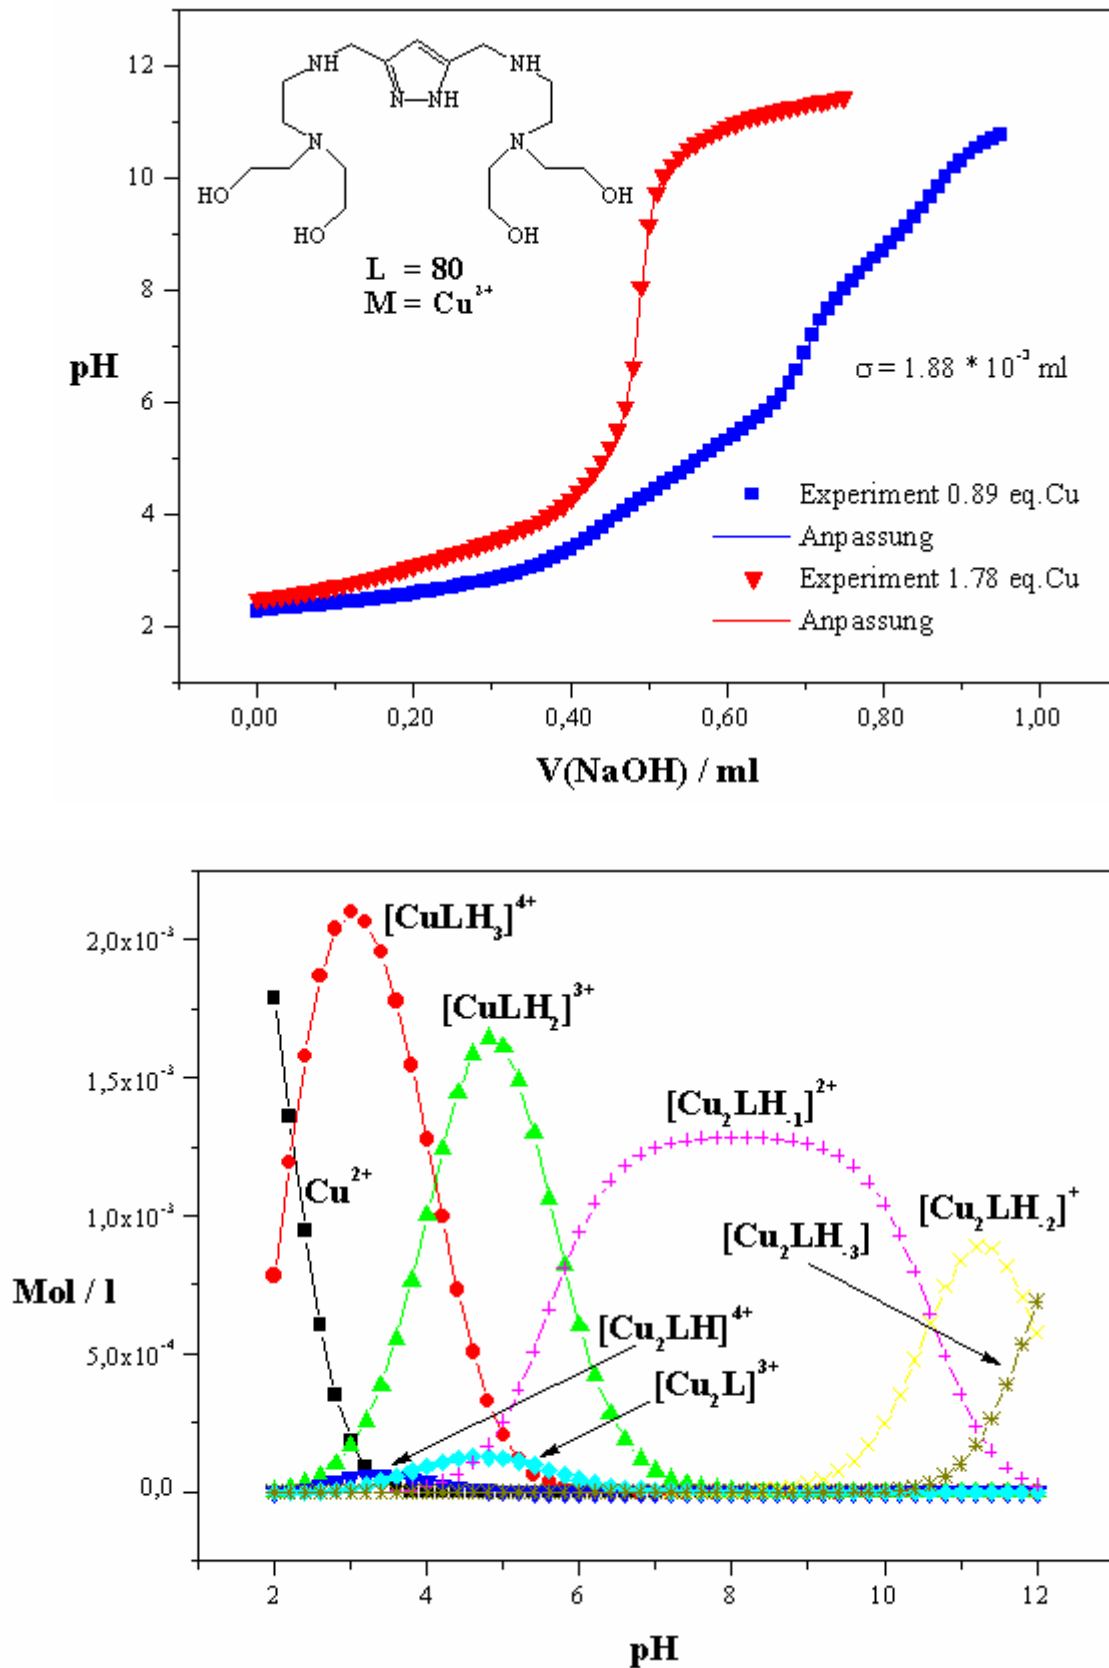 12
10
8
6
4
2
pH
NH
NH
N
NH
N
N
HO
HO
OH
OH
L = 80
M = Cu²⁺
σ = 1.88 * 10⁻³ ml
Experiment 0.89 eq.Cu
Anpassung
Experiment 1.78 eq.Cu
Anpassung
0,00
0,20
0,40
0,60
0,80
1,00
V(NaOH) / ml
2,0x10⁻³
1,5x10⁻³
1,0x10⁻³
5,0x10⁻⁴
0,0
Mol / l
[CuLH₃]⁴⁺
[CuLH₂]³⁺
Cu²⁺
[Cu₂LH₋₁]²⁺
[Cu₂LH₋₂]⁺
[Cu₂LH₋₃]
[Cu₂LH]⁴⁺
[Cu₂L]³⁺
2
4
6
8
10
12
pH